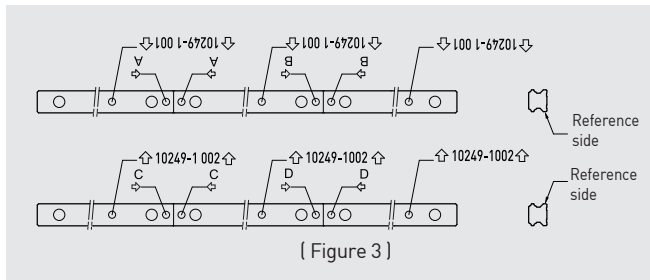 ⇩10249-1 001⇩ ⇩10249-1 001⇩ ⇩10249-1 001⇩
A A B B
Reference
side
⇧10249-1 002⇧ ⇧10249-1002⇧ ⇧10249-1002⇧
C C D D
Reference
side
( Figure 3 )